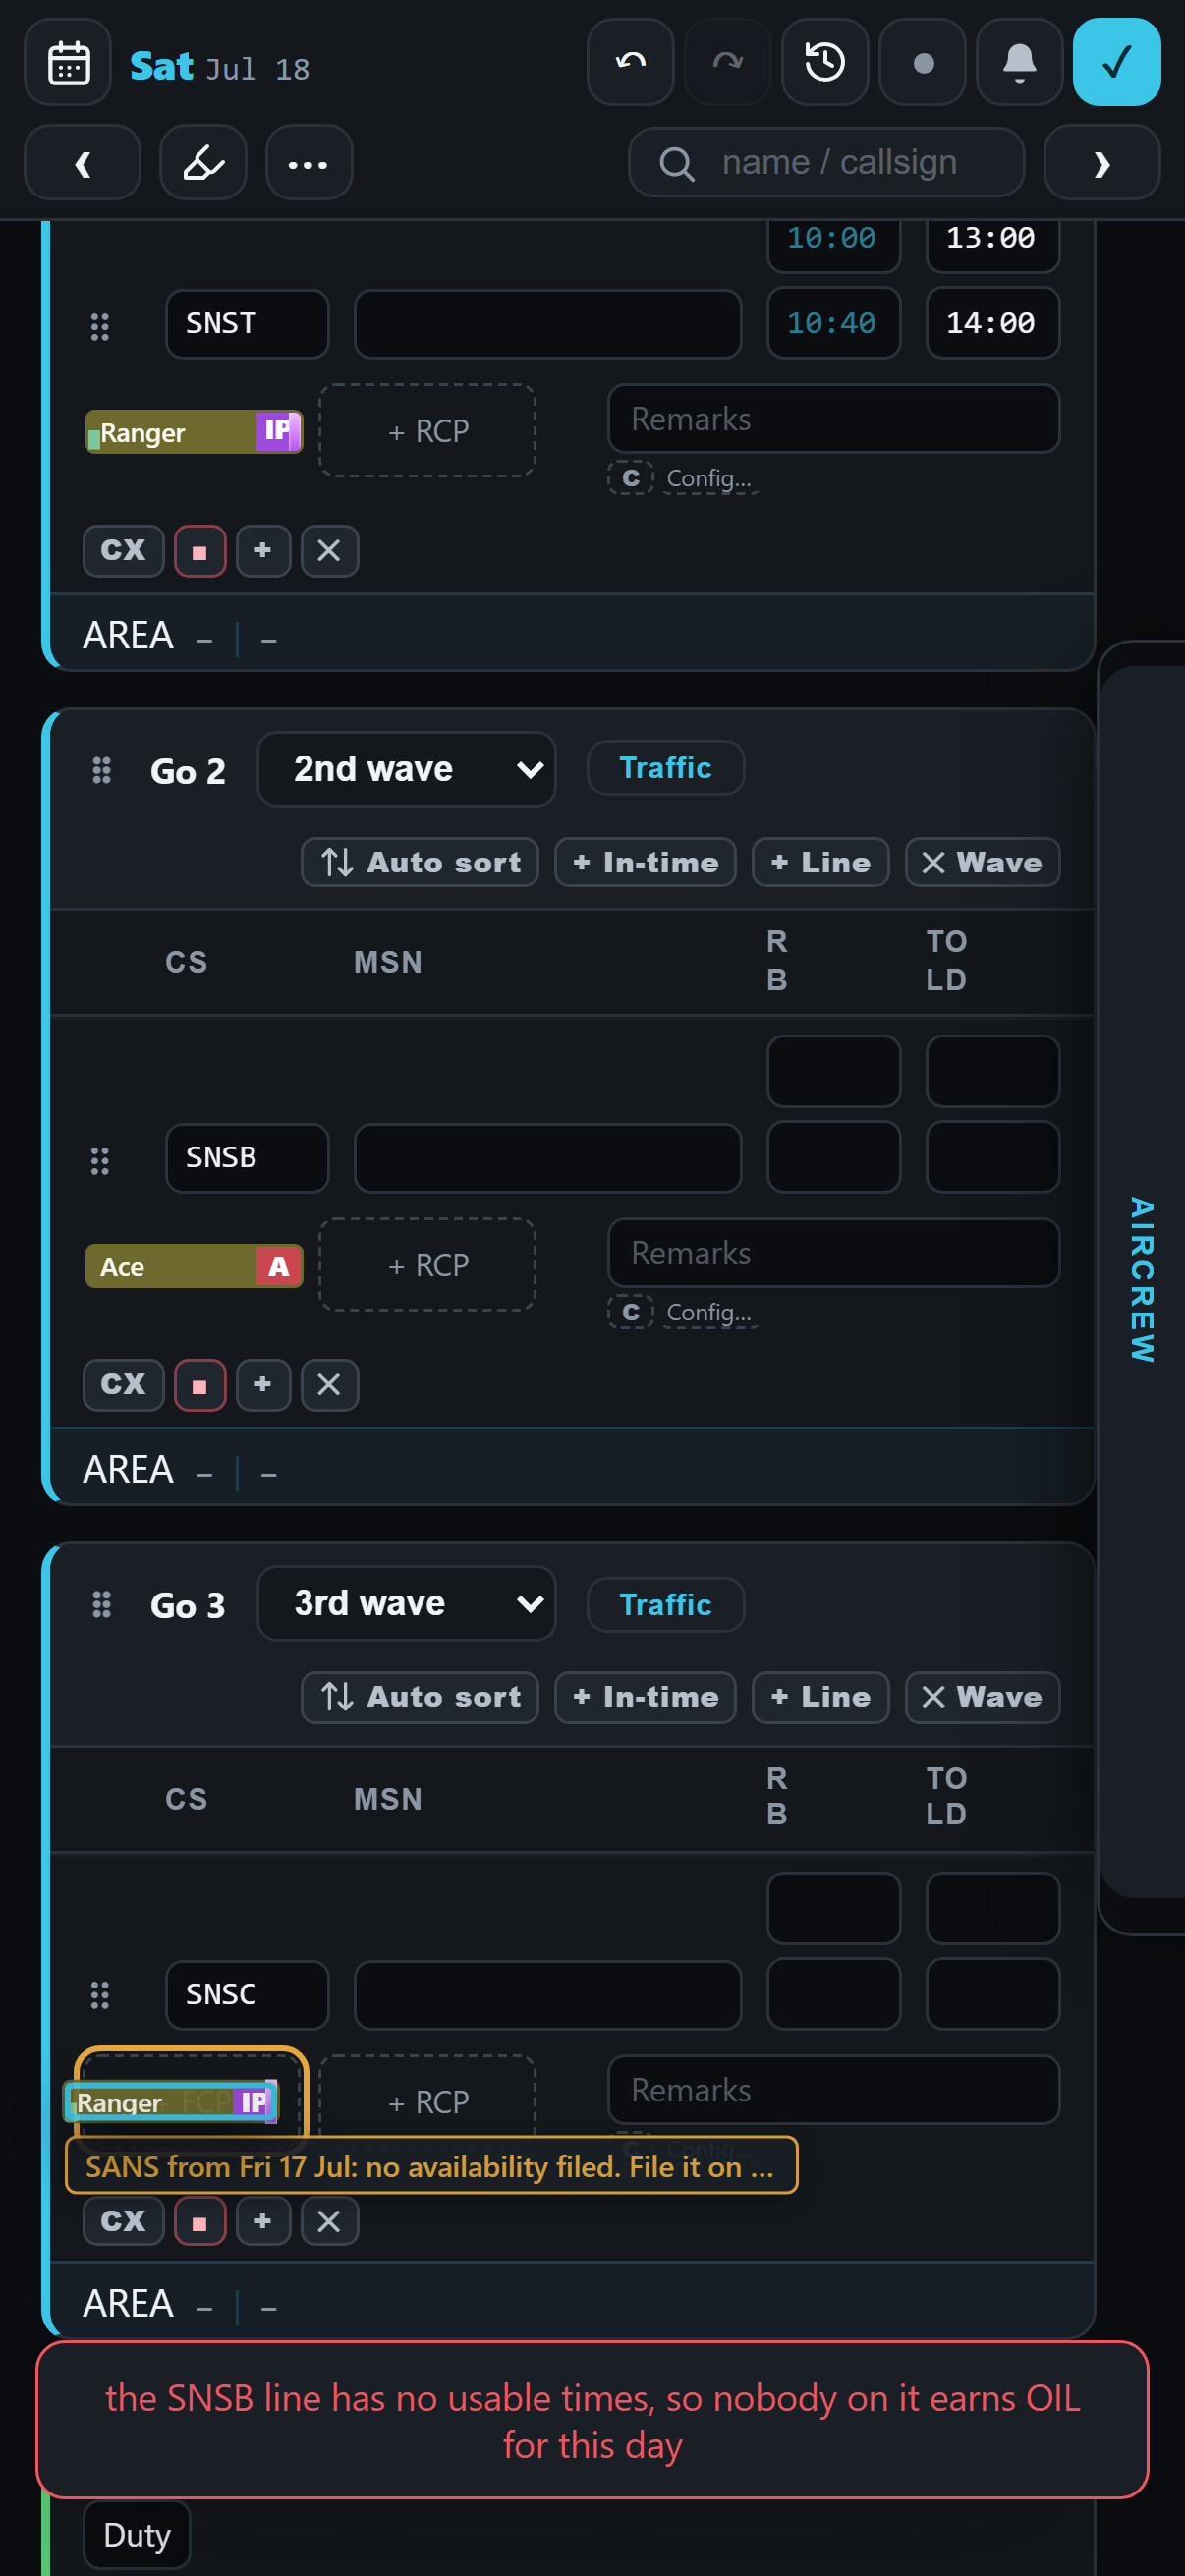 Sat Jul 18
name / callsign
10:00 13:00
SNST 10:40 14:00
Ranger IP + RCP Remarks
C Config...
CX +
AREA – | –
Go 2 2nd wave Traffic
Auto sort + In-time + Line × Wave
CS MSN R TO
B LD
SNSB
Ace A + RCP Remarks
C Config...
CX +
AREA – | –
AIRCREW
Go 3 3rd wave Traffic
Auto sort + In-time + Line × Wave
CS MSN R TO
B LD
SNSC
Ranger FCP IP + RCP Remarks
C Config...
SANS from Fri 17 Jul: no availability filed. File it on ...
CX +
AREA – | –
the SNSB line has no usable times, so nobody on it earns OIL
for this day
Duty